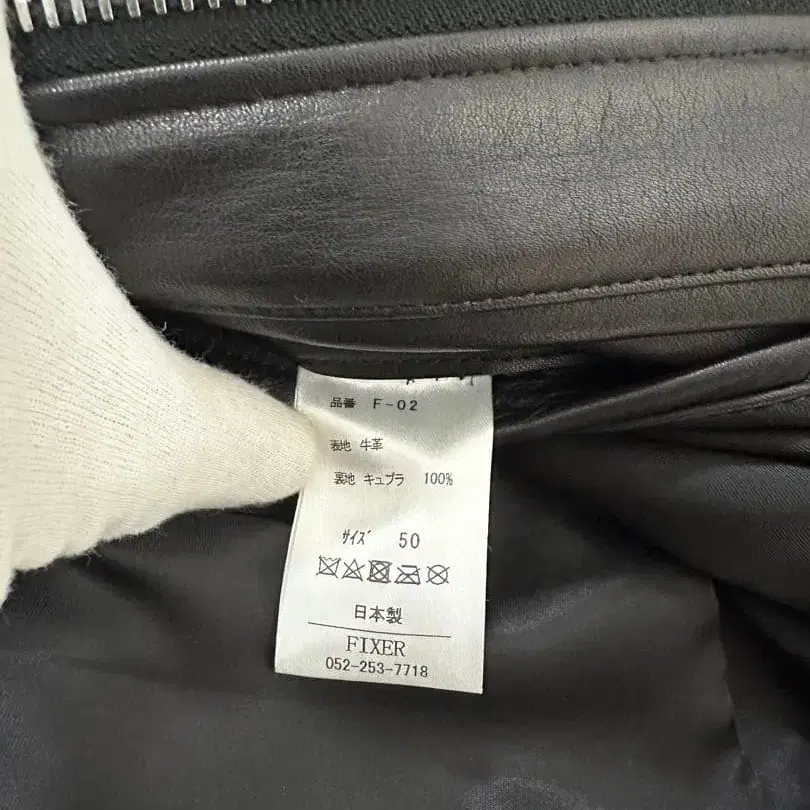 品番 F-02
表地 牛革
裏地 キュプラ 100%
ｻｲｽﾞ 50
日本製
FIXER
052-253-7718